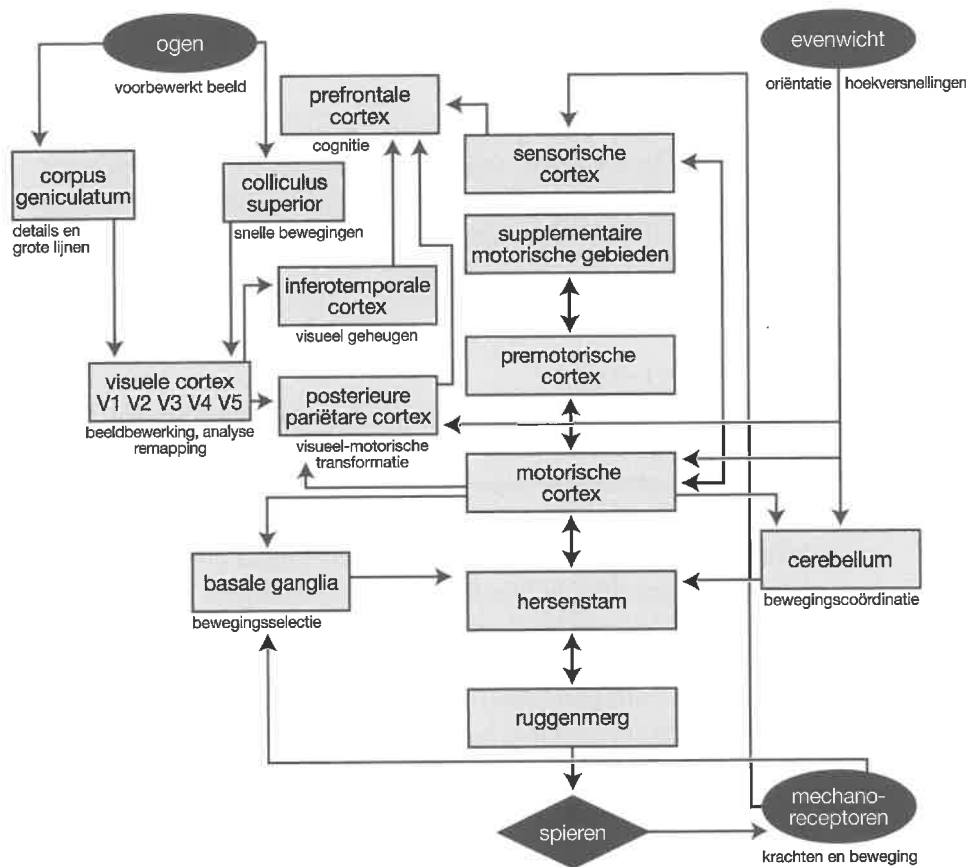 ogen
voorbewerkt beeld
evenwicht
oriëntatie
hoekversnellingen
prefrontale
cortex
cognitie
sensorische
cortex
corpus
geniculatum
details en
grote lijnen
colliculus
superior
snelle bewegingen
supplementaire
motorische gebieden
inferotemporale
cortex
visueel geheugen
premotorische
cortex
visuele cortex
V1 V2 V3 V4 V5
beeldbewerking, analyse
remapping
posterieure
pariëtare cortex
visueel-motorische
transformatie
motorische
cortex
basale ganglia
bewegingsselectie
hersenstam
cerebellum
bewegingscoördinatie
ruggenmerg
spieren
mechano-
receptoren
krachten en beweging